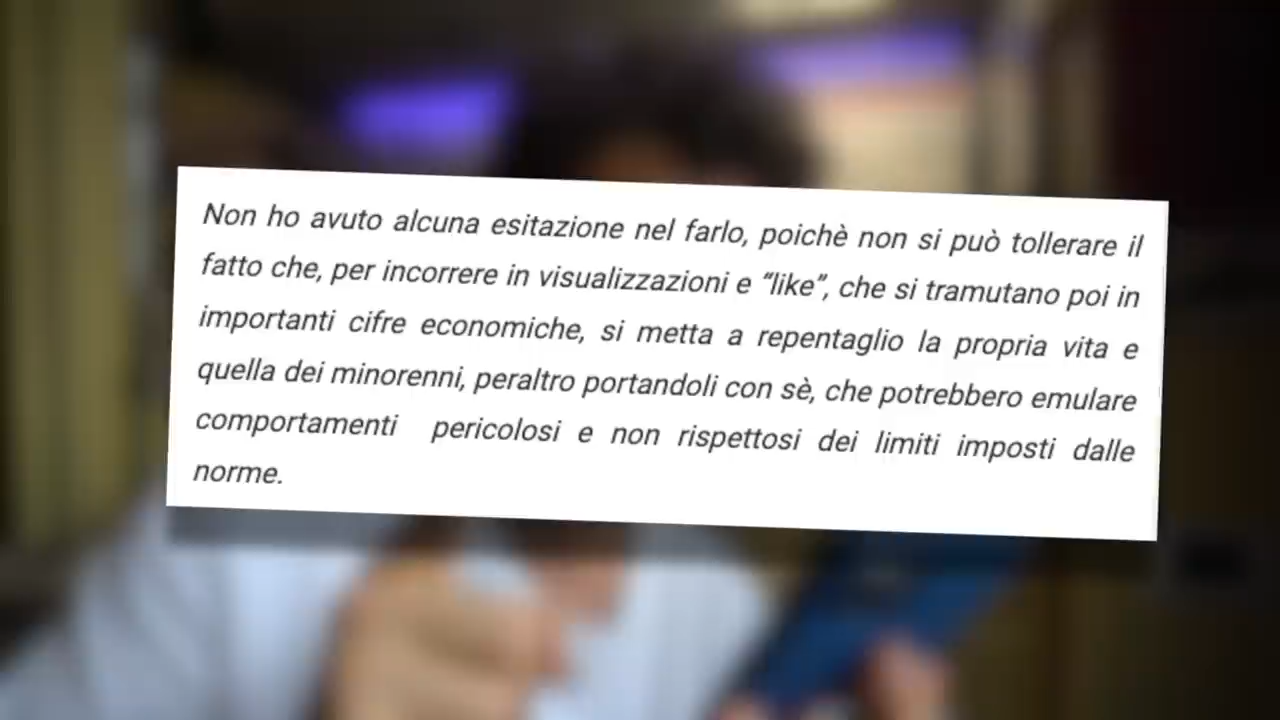 Non ho avuto alcuna esitazione nel farlo, poichè non si può tollerare il
fatto che, per incorrere in visualizzazioni e “like”, che si tramutano poi in
importanti cifre economiche, si metta a repentaglio la propria vita e
quella dei minorenni, peraltro portandoli con sè, che potrebbero emulare
comportamenti pericolosi e non rispettosi dei limiti imposti dalle
norme.